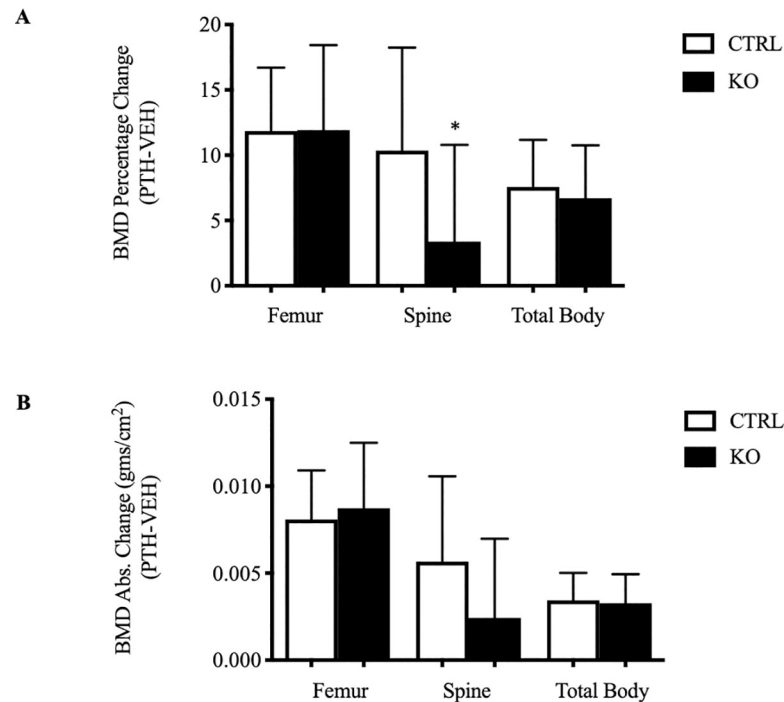 A
BMD Percentage Change
(PTH-VEH)
20
15
10
5
0
*
Femur
Spine
Total Body
CTRL
KO
B
BMD Abs. Change (gms/cm²)
(PTH-VEH)
0.015
0.010
0.005
0.000
Femur
Spine
Total Body
CTRL
KO